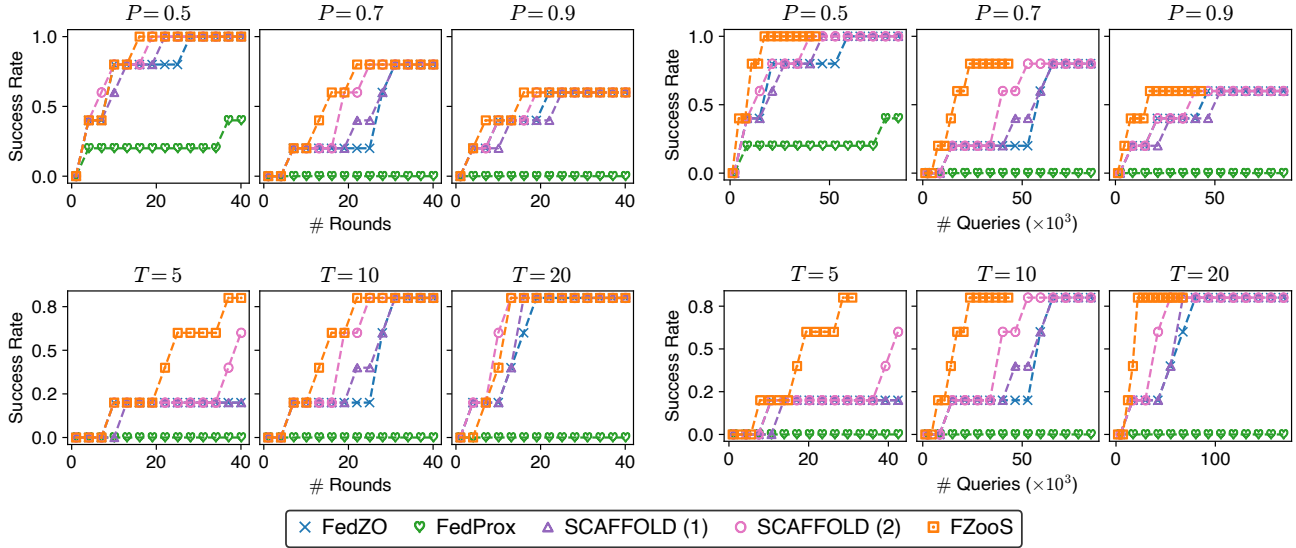 P = 0.5 P = 0.7 P = 0.9 P = 0.5 P = 0.7 P = 0.9
Success Rate
1.0
0.5
0.0
0 20 40 0 20 40 0 20 40
# Rounds
Success Rate
1.0
0.5
0.0
0 50 0 50 0 50
# Queries (×10³)
T = 5 T = 10 T = 20 T = 5 T = 10 T = 20
Success Rate
0.8
0.5
0.2
0.0
0 20 40 0 20 40 0 20 40
# Rounds
Success Rate
0.8
0.5
0.2
0.0
0 50 0 50 0 100
# Queries (×10³)
FedZO FedProx SCAFFOLD (1) SCAFFOLD (2) FZooS